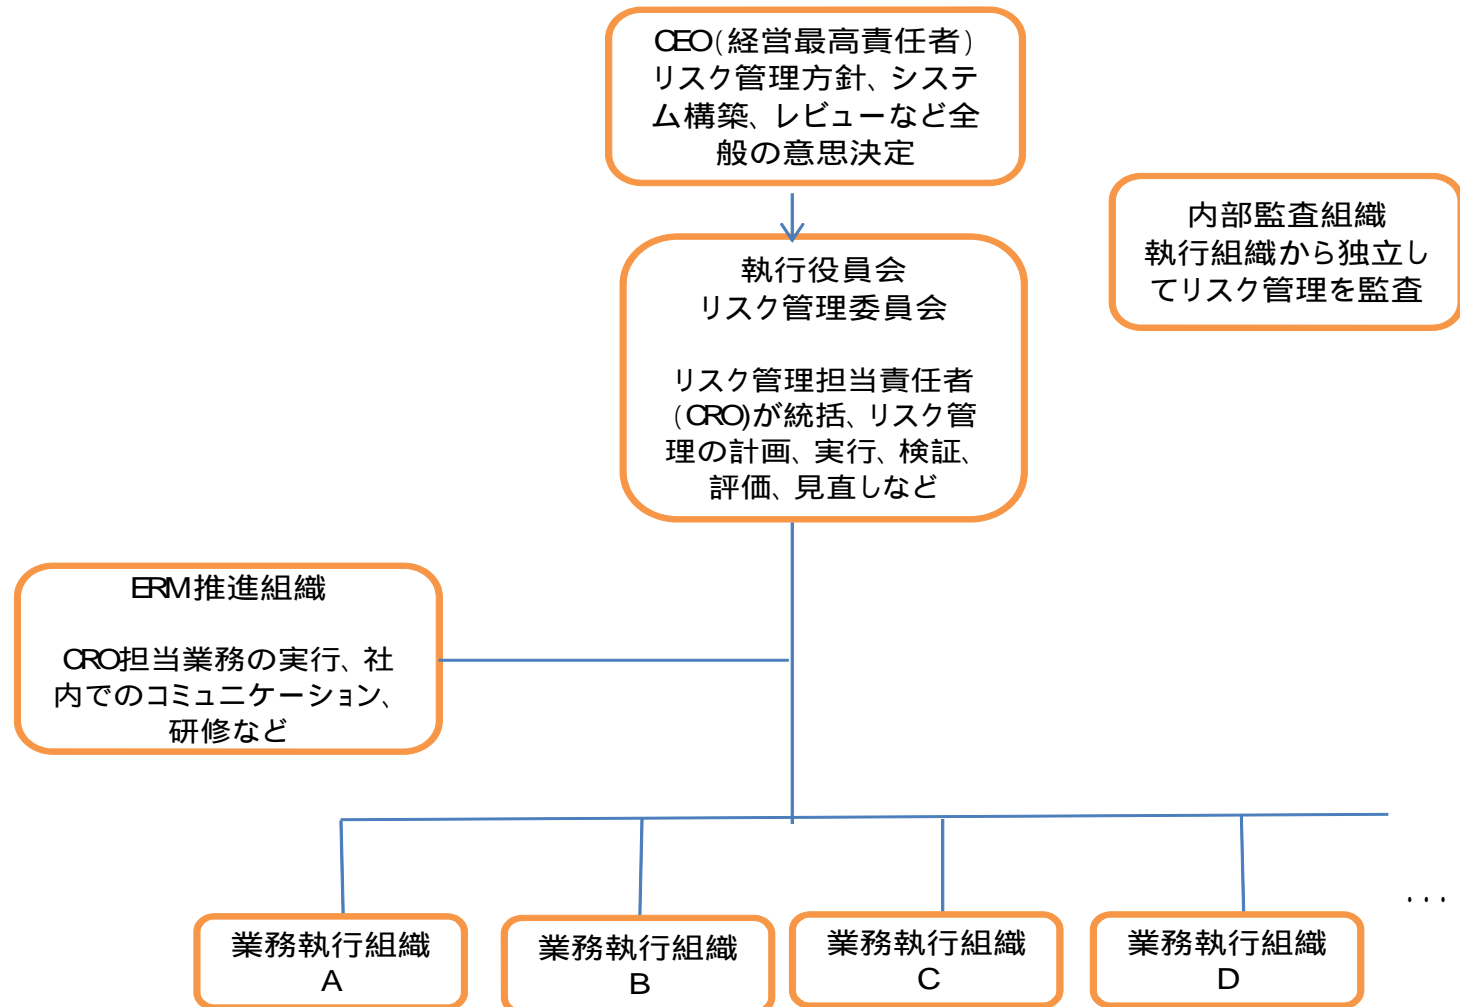 CEO(経営最高責任者)
リスク管理方針、システ
ム構築、レビューなど全
般の意思決定
内部監査組織
執行組織から独立し
てリスク管理を監査
執行役員会
リスク管理委員会
リスク管理担当責任者
(CRO)が統括、リスク管
理の計画、実行、検証、
評価、見直しなど
ERM推進組織
CRO担当業務の実行、社
内でのコミュニケーション、
研修など
業務執行組織
A
業務執行組織
B
業務執行組織
C
業務執行組織
D
...